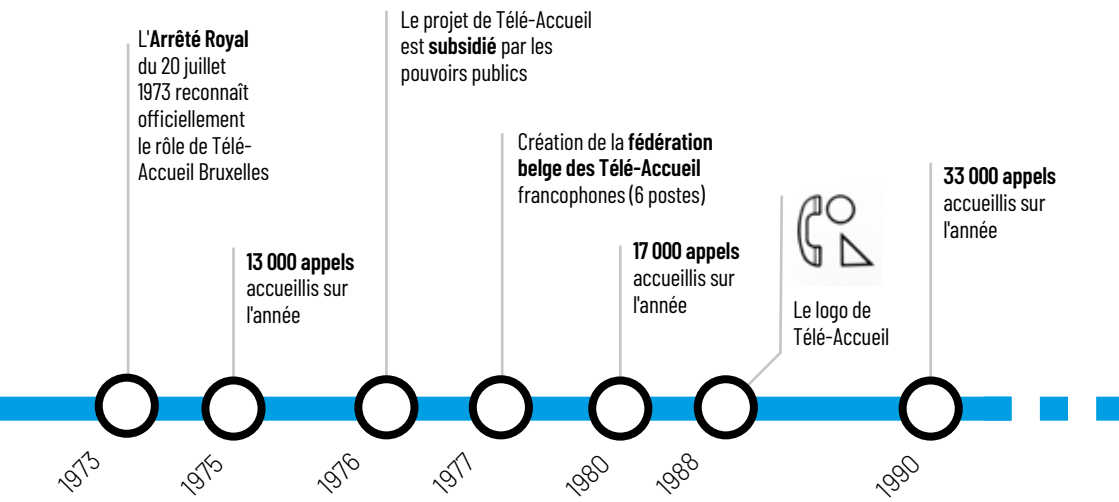 L'Arrêté Royal
du 20 juillet
1973 reconnaît
officiellement
le rôle de Télé-
Accueil Bruxelles
13 000 appels
accueillis sur
l'année
Le projet de Télé-Accueil
est subsidié par les
pouvoirs publics
Création de la fédération
belge des Télé-Accueil
francophones (6 postes)
17 000 appels
accueillis sur
l'année
Le logo de
Télé-Accueil
33 000 appels
accueillis sur
l'année
1973
1975
1976
1977
1980
1988
1990